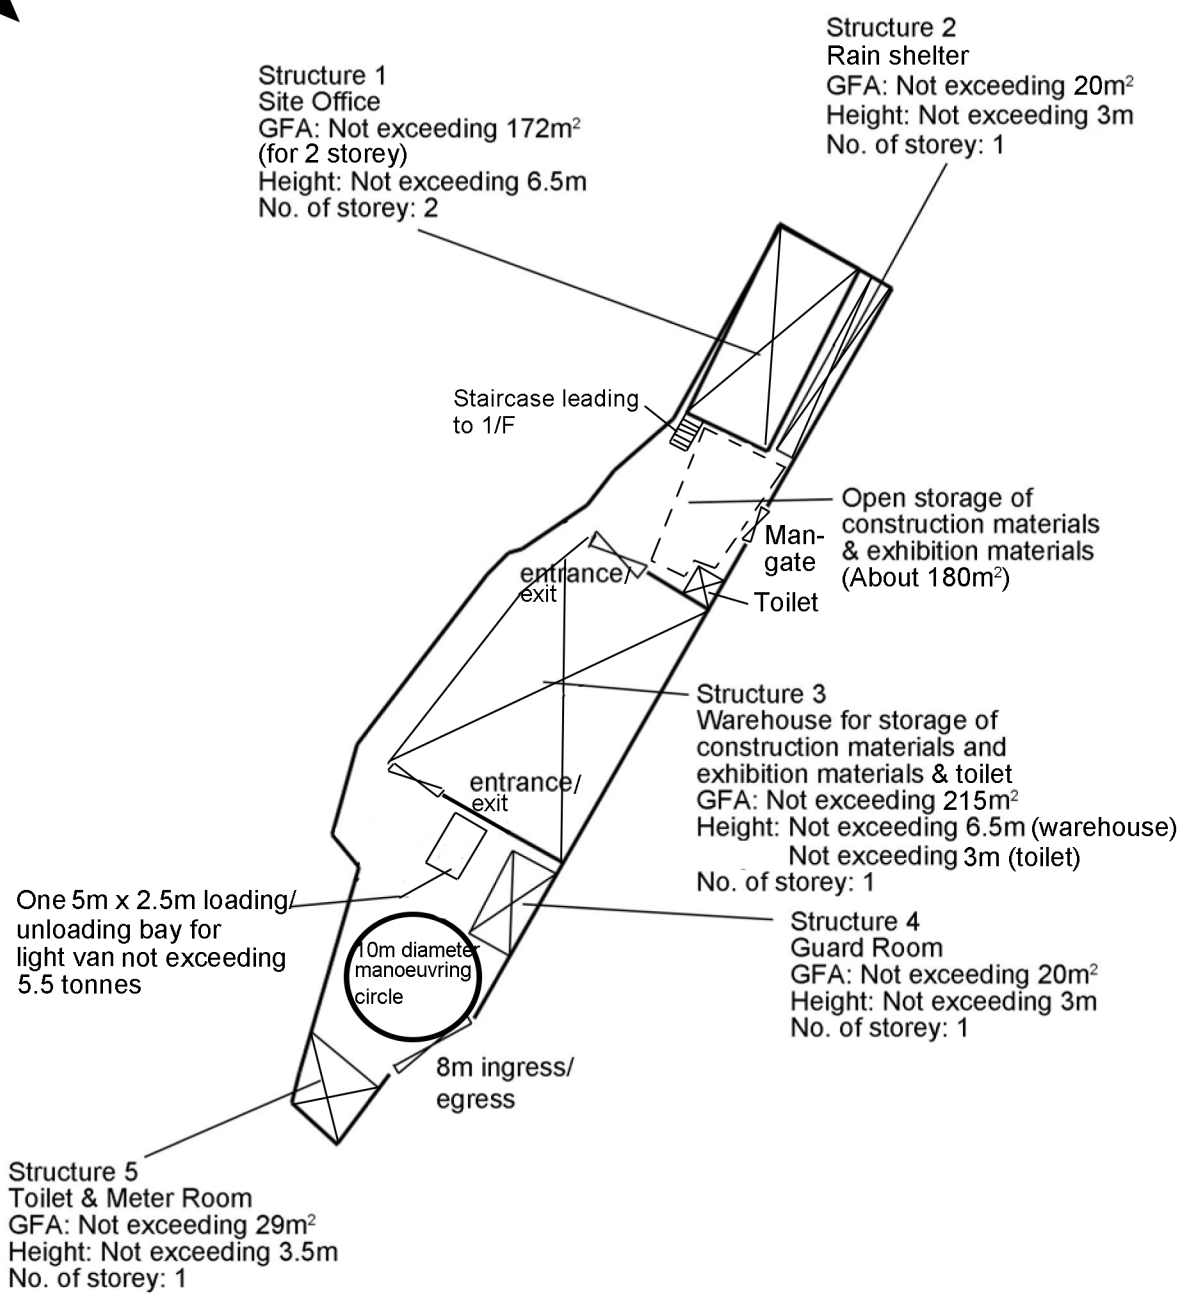 Structure 1
Site Office
GFA: Not exceeding 172m²
(for 2 storey)
Height: Not exceeding 6.5m
No. of storey: 2
Structure 2
Rain shelter
GFA: Not exceeding 20m²
Height: Not exceeding 3m
No. of storey: 1
Staircase leading
to 1/F
Open storage of
construction materials
& exhibition materials
(About 180m²)
Man-
gate
Toilet
entrance/
exit
Structure 3
Warehouse for storage of
construction materials and
exhibition materials & toilet
GFA: Not exceeding 215m²
Height: Not exceeding 6.5m (warehouse)
Not exceeding 3m (toilet)
No. of storey: 1
entrance/
exit
One 5m x 2.5m loading/
unloading bay for
light van not exceeding
5.5 tonnes
10m diameter
manoeuvring
circle
Structure 4
Guard Room
GFA: Not exceeding 20m²
Height: Not exceeding 3m
No. of storey: 1
8m ingress/
egress
Structure 5
Toilet & Meter Room
GFA: Not exceeding 29m²
Height: Not exceeding 3.5m
No. of storey: 1